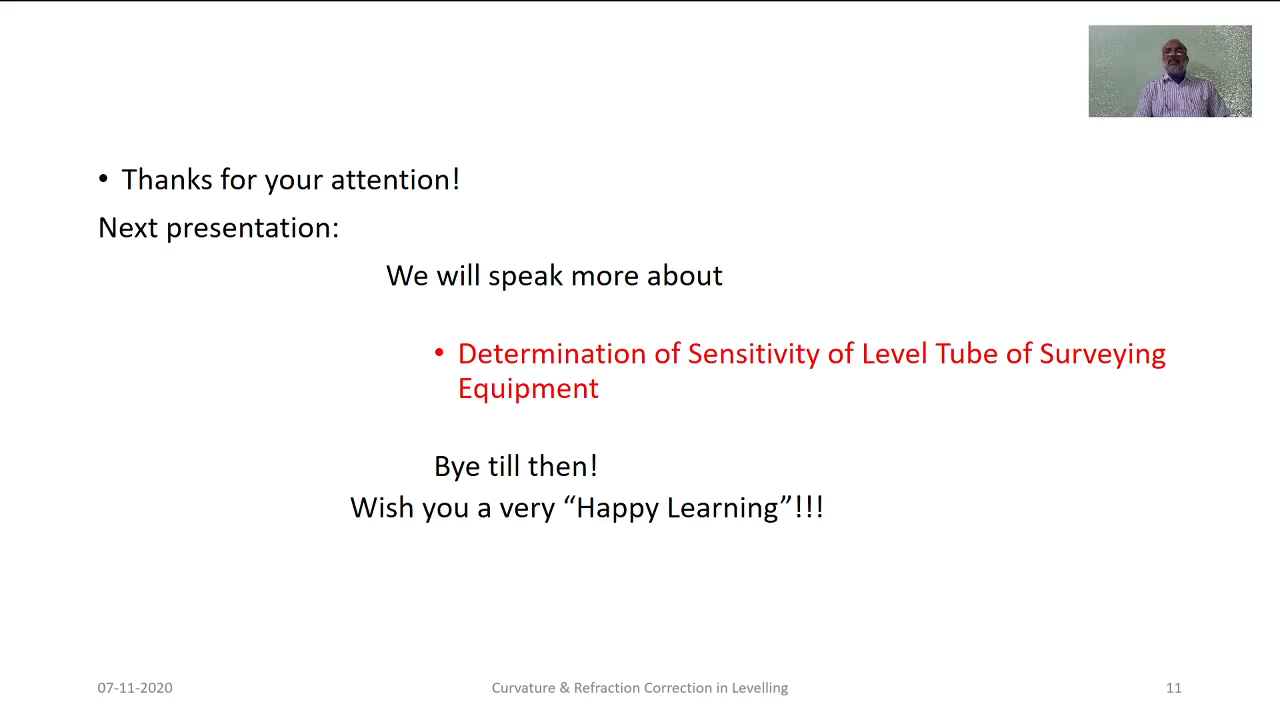 • Thanks for your attention!
Next presentation:
We will speak more about
• Determination of Sensitivity of Level Tube of Surveying
Equipment
Bye till then!
Wish you a very “Happy Learning”!!!
07-11-2020
Curvature & Refraction Correction in Levelling
11